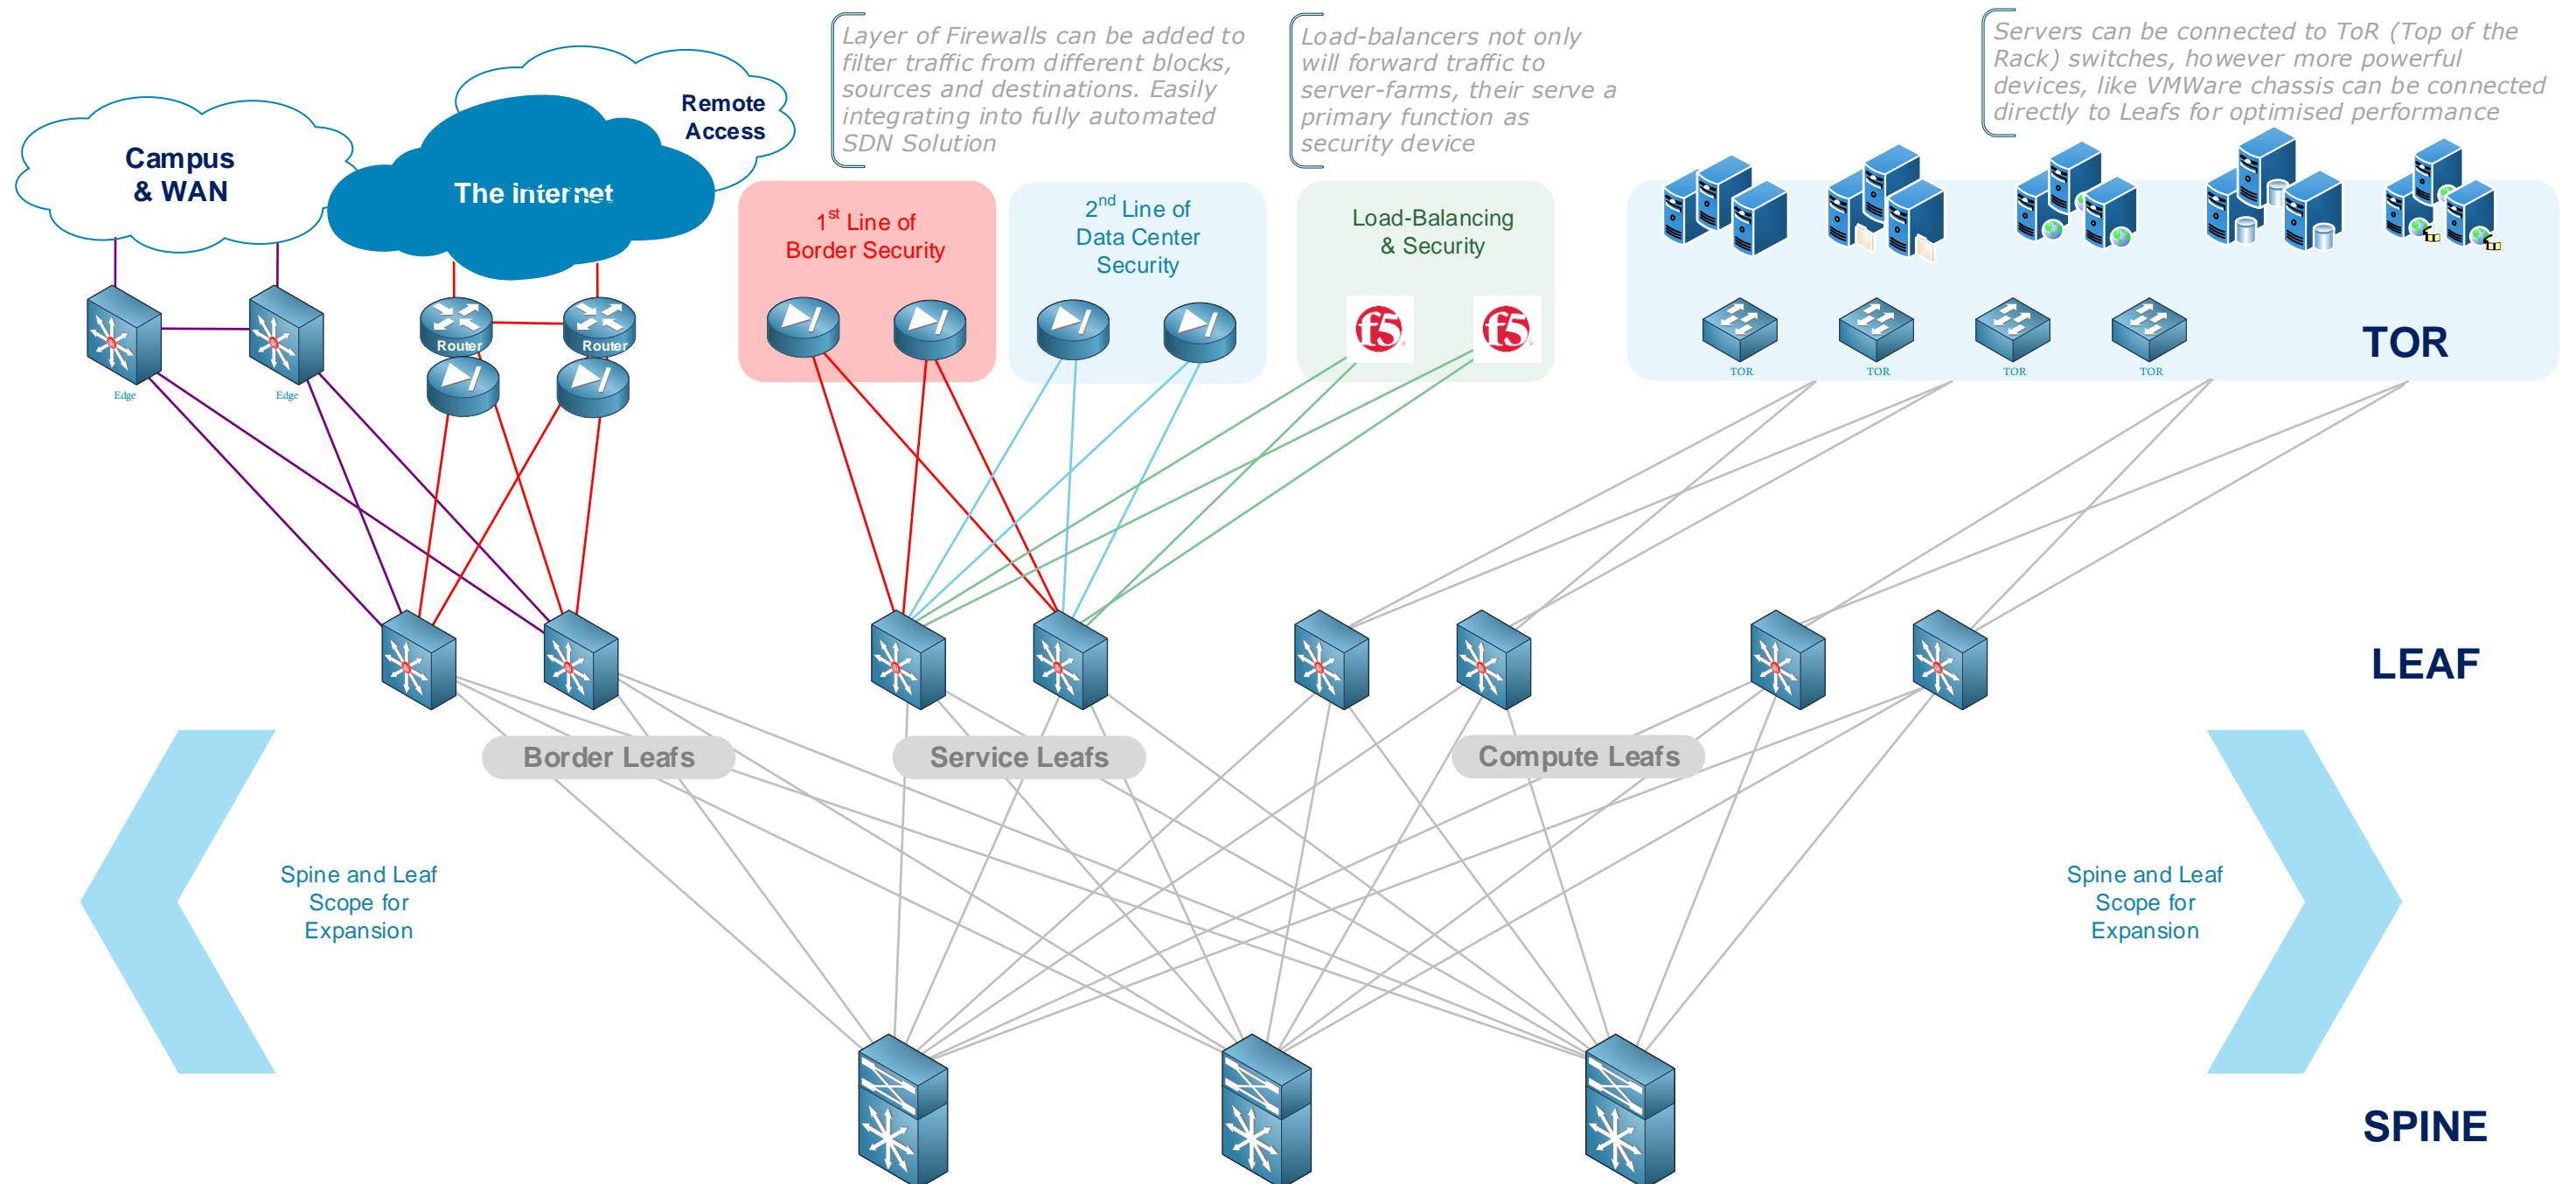 Layer of Firewalls can be added to
filter traffic from different blocks,
sources and destinations. Easily
integrating into fully automated
SDN Solution
Load-balancers not only
will forward traffic to
server-farms, their serve a
primary function as
security device
Servers can be connected to ToR (Top of the
Rack) switches, however more powerful
devices, like VMWare chassis can be connected
directly to Leafs for optimised performance
Remote
Access
Campus
& WAN
The internet
1st Line of
Border Security
2nd Line of
Data Center
Security
Load-Balancing
& Security
Router
Router
f5
f5
TOR
Edge
Edge
TOR
TOR
TOR
TOR
LEAF
Border Leafs
Service Leafs
Compute Leafs
Spine and Leaf
Scope for
Expansion
Spine and Leaf
Scope for
Expansion
SPINE